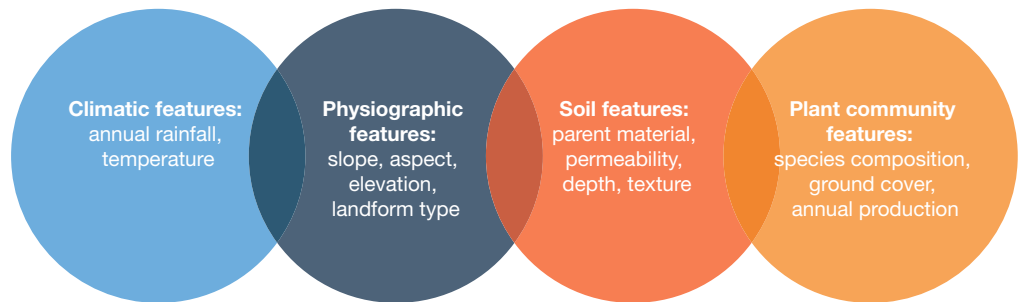 Climatic features:
annual rainfall,
temperature
Physiographic
features:
slope, aspect,
elevation,
landform type
Soil features:
parent material,
permeability,
depth, texture
Plant community
features:
species composition,
ground cover,
annual production